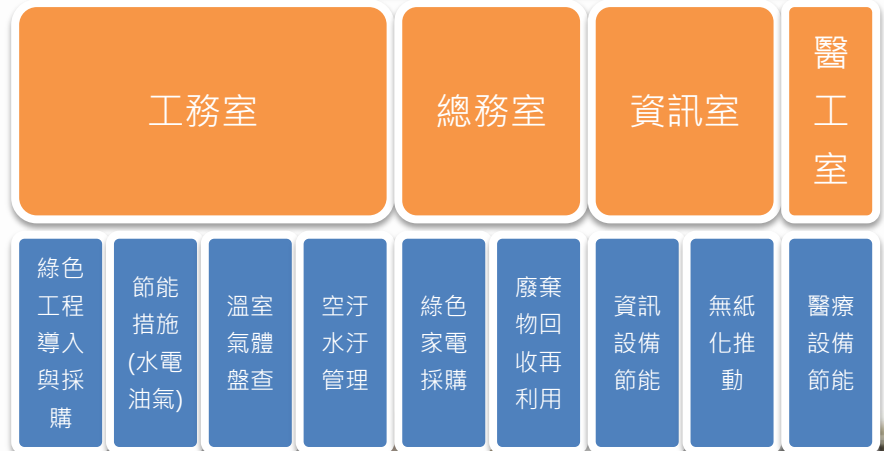 工務室
總務室
資訊室
醫
工
室
綠色
工程
導入
與採
購
節能
措施
(水電
油氣)
溫室
氣體
盤查
空汙
水汙
管理
綠色
家電
採購
廢棄
物回
收再
利用
資訊
設備
節能
無紙
化推
動
醫療
設備
節能